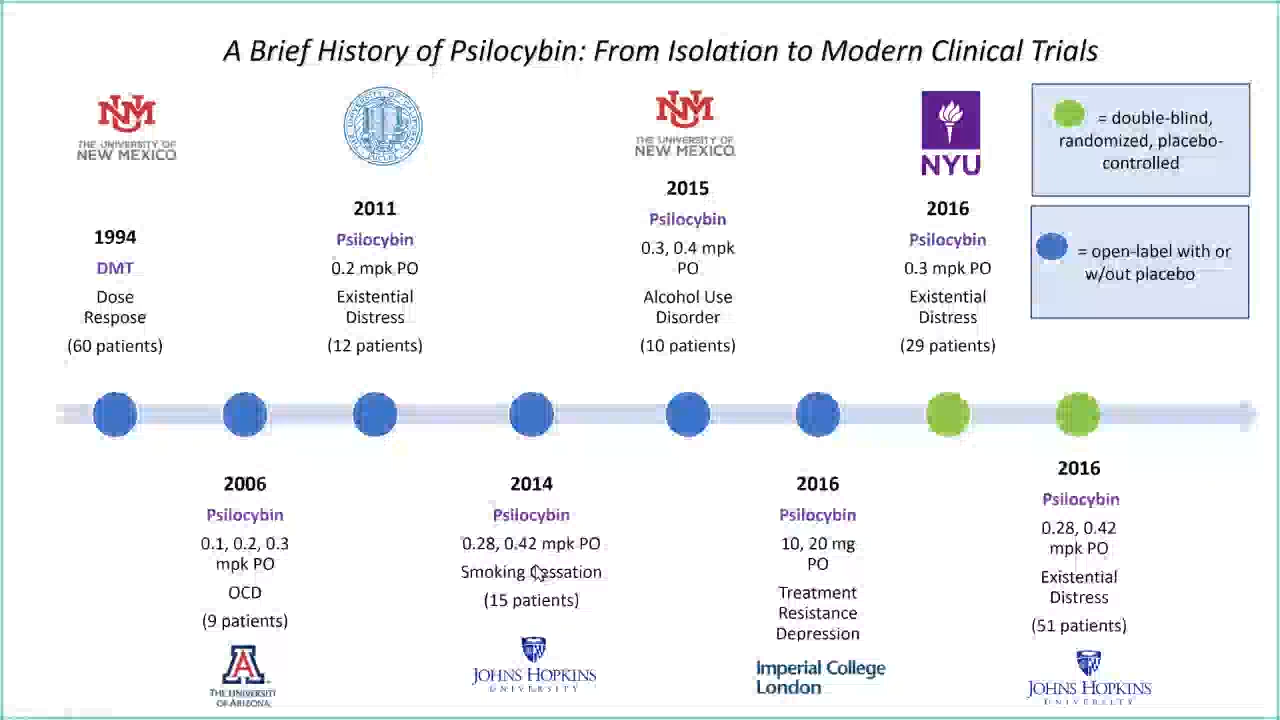 A Brief History of Psilocybin: From Isolation to Modern Clinical Trials
UNM
THE UNIVERSITY OF
NEW MEXICO
1994
DMT
Dose
Respose
(60 patients)
2011
Psilocybin
0.2 mpk PO
Existential
Distress
(12 patients)
UNM
THE UNIVERSITY OF
NEW MEXICO
2015
Psilocybin
0.3, 0.4 mpk
PO
Alcohol Use
Disorder
(10 patients)
NYU
2016
Psilocybin
0.3 mpk PO
Existential
Distress
(29 patients)
= double-blind,
randomized, placebo-
controlled
= open-label with or
w/out placebo
2006
Psilocybin
0.1, 0.2, 0.3
mpk PO
OCD
(9 patients)
A
THE UNIVERSITY
OF ARIZONA
2014
Psilocybin
0.28, 0.42 mpk PO
Smoking Cessation
(15 patients)
JOHNS HOPKINS
UNIVERSITY
2016
Psilocybin
10, 20 mg
PO
Treatment
Resistance
Depression
Imperial College
London
2016
Psilocybin
0.28, 0.42
mpk PO
Existential
Distress
(51 patients)
JOHNS HOPKINS
UNIVERSITY